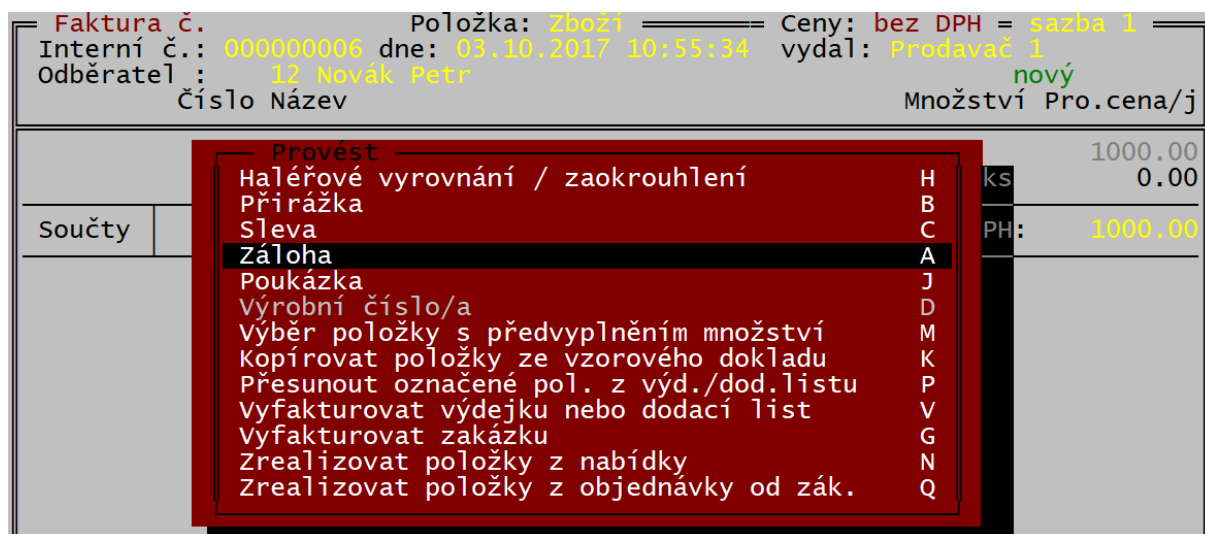 Faktura č. Položka: Zboží Ceny: bez DPH = sazba 1
Interní č.: 000000006 dne: 03.10.2017 10:55:34 vydal: Prodavač 1
Odběratel : 12 Novák Petr nový
Číslo Název Množství Pro.cena/j
1000.00
ks 0.00
Součty PH: 1000.00
Provést
Haléřové vyrovnání / zaokrouhlení H
Přirážka B
Sleva C
Záloha A
Poukázka J
Výrobní číslo/a D
Výběr položky s předvyplněním množství M
Kopírovat položky ze vzorového dokladu K
Přesunout označené pol. z výd./dod.listu P
Vyfakturovat výdejku nebo dodací list V
Vyfakturovat zakázku G
Zrealizovat položky z nabídky N
Zrealizovat položky z objednávky od zák. Q